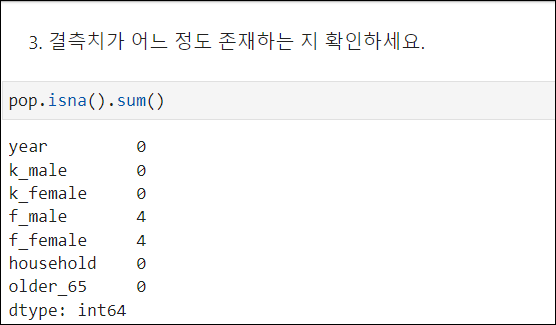 3. 결측치가 어느 정도 존재하는 지 확인하세요.
pop.isna().sum()
year 0
k_male 0
k_female 0
f_male 4
f_female 4
household 0
older_65 0
dtype: int64